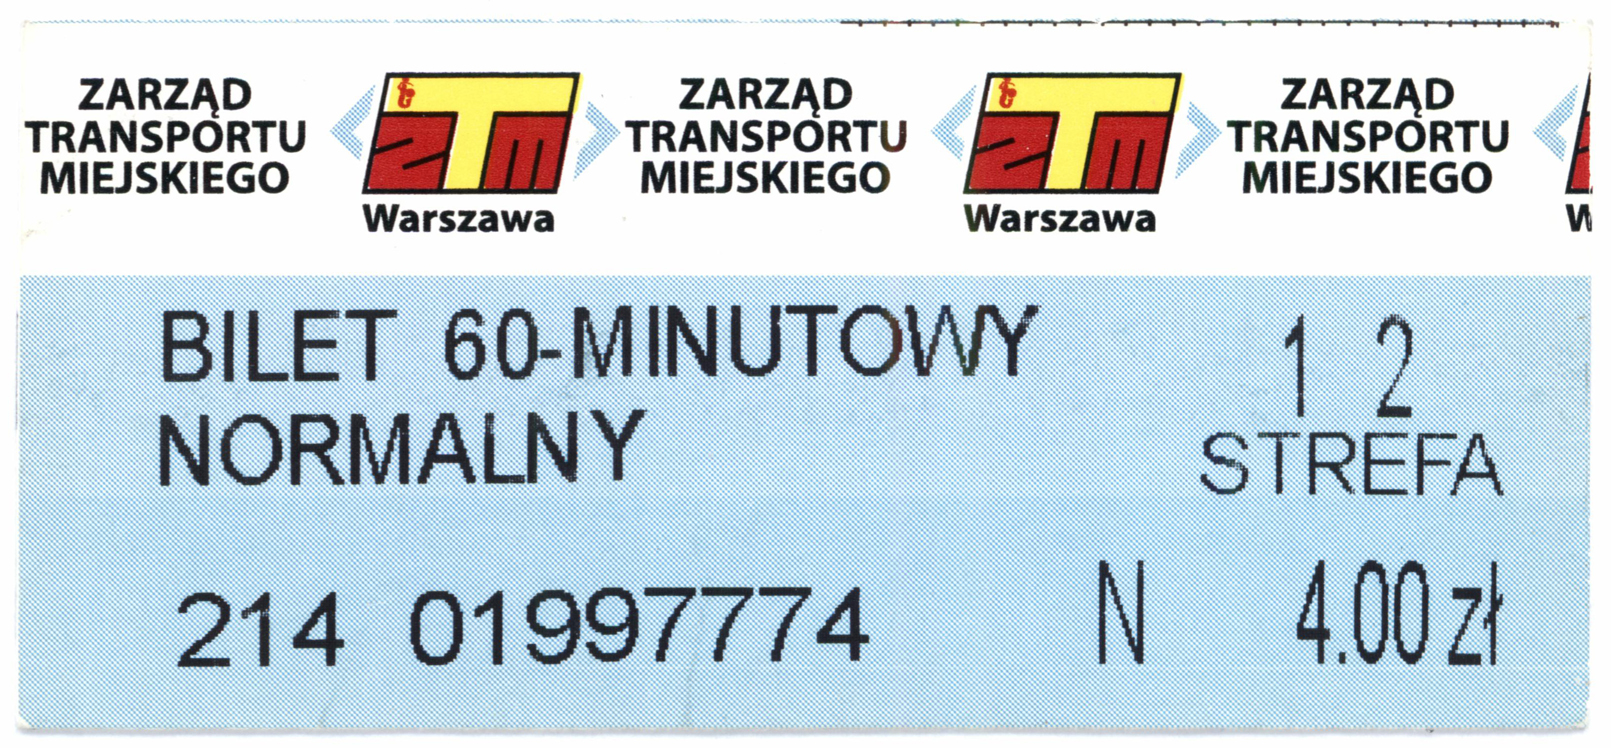 ZARZĄD TRANSPORTU MIEJSKIEGO
ZTM
Warszawa
ZARZĄD TRANSPORTU MIEJSKIEGO
ZTM
Warszawa
ZARZĄD TRANSPORTU MIEJSKIEGO
W
BILET 60-MINUTOWY
NORMALNY
1 2
STREFA
214 01997774
N 4.00 zł